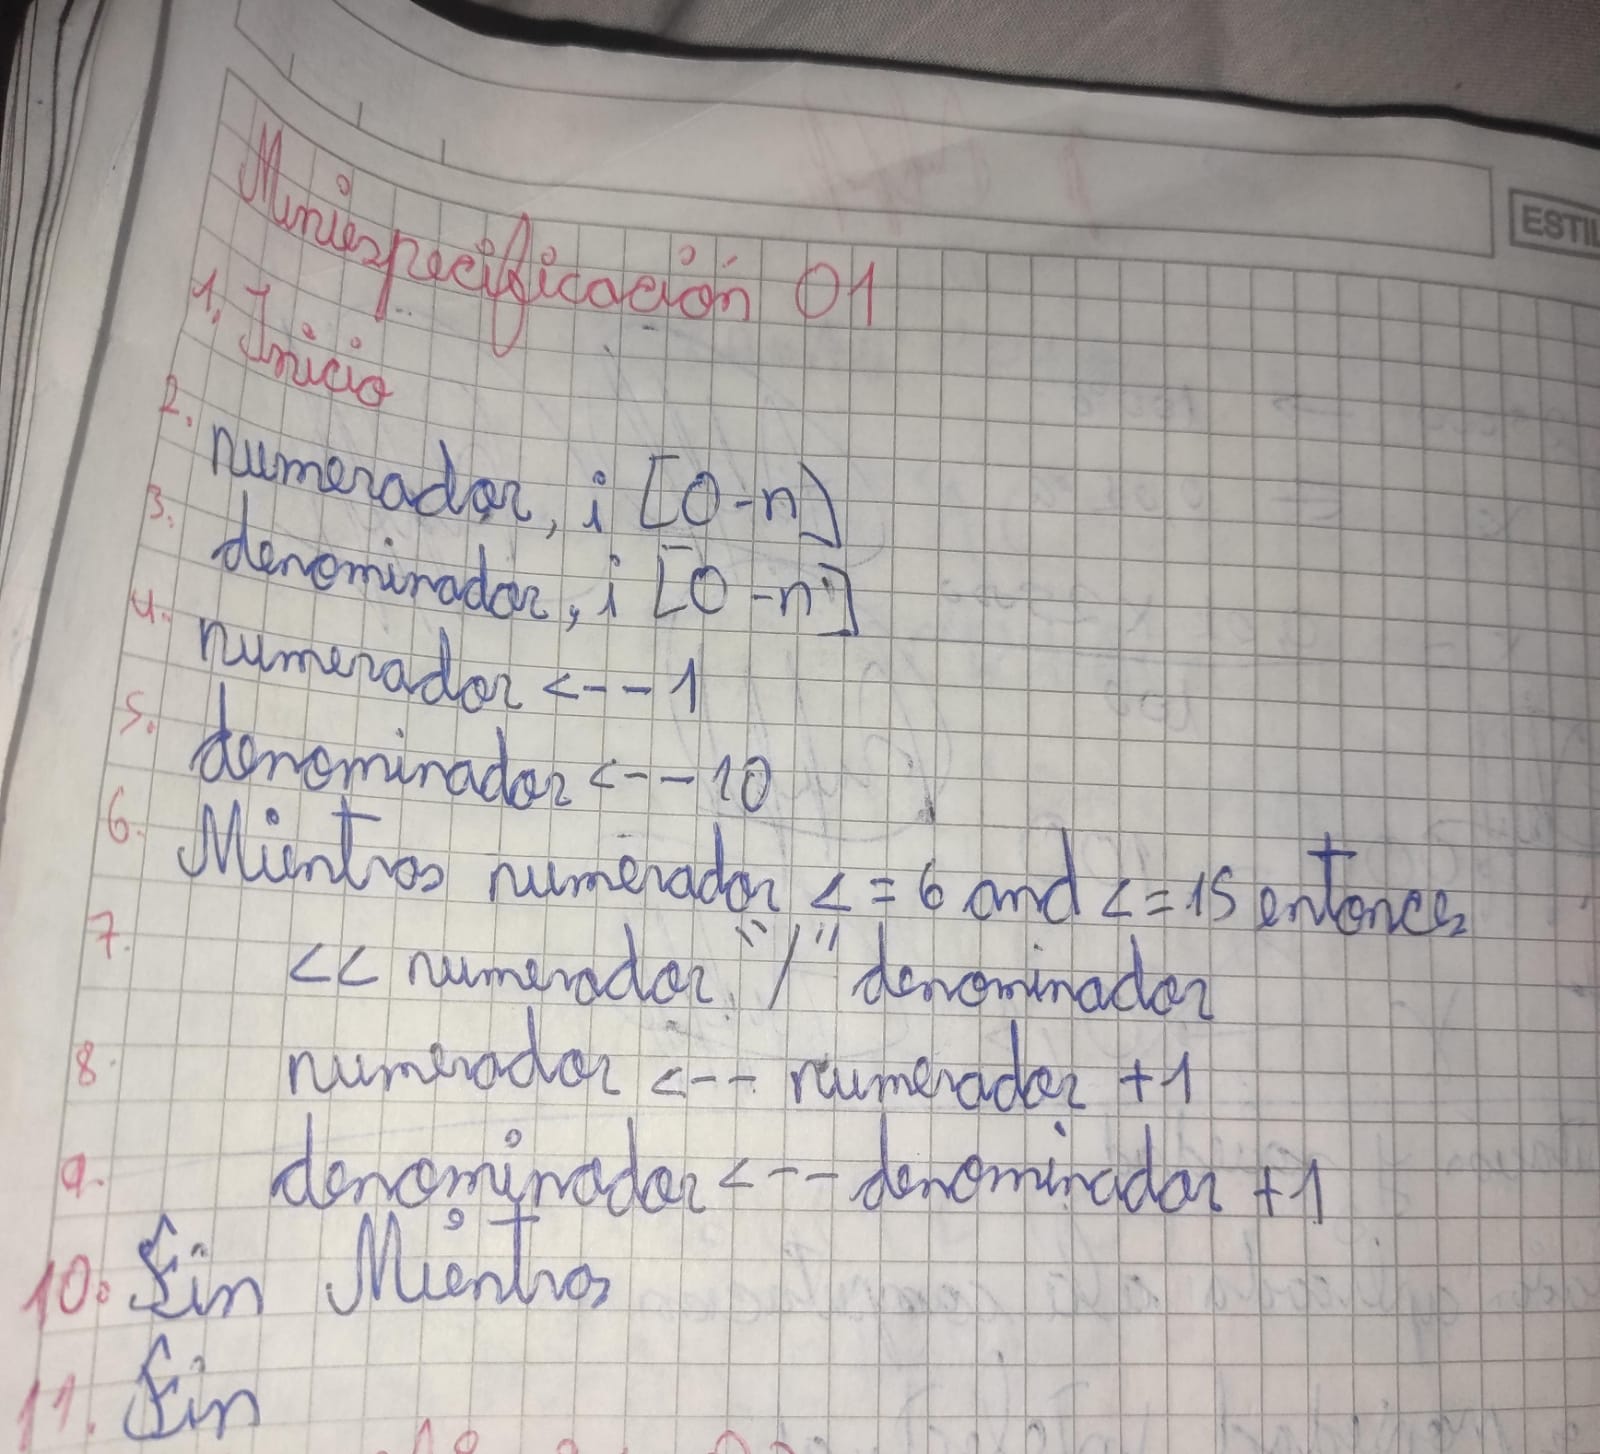 ESTIL
Miniespecificación 01
1. Inicio
2. numerador, i [0-n]
3. denominador, i [0-n]
4. numerador <-- 1
5. denominador <-- 10
6. Mientras numerador <= 6 and <= 15 entonces
7. << numerador, "/" denominador
8. numerador <-- numerador +1
9. denominador <-- denominador +1
10. Fin Mientras
11. Fin